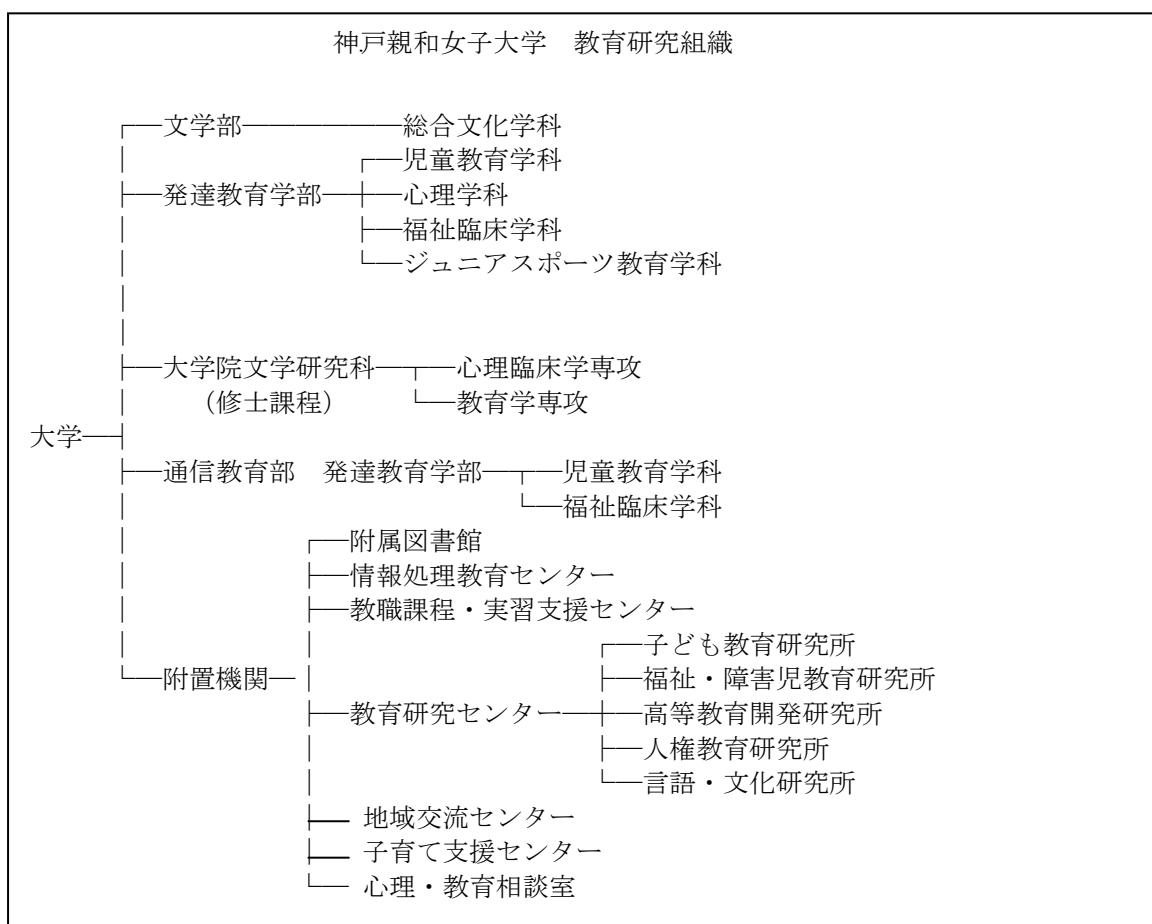 神戸親和女子大学　教育研究組織
文学部　総合文化学科
児童教育学科
発達教育学部　心理学科
福祉臨床学科
ジュニアスポーツ教育学科
大学院文学研究科　心理臨床学専攻
（修士課程）　教育学専攻
大学
通信教育部　発達教育学部　児童教育学科
福祉臨床学科
附属図書館
情報処理教育センター
教職課程・実習支援センター
子ども教育研究所
附置機関　福祉・障害児教育研究所
教育研究センター　高等教育開発研究所
人権教育研究所
言語・文化研究所
地域交流センター
子育て支援センター
心理・教育相談室